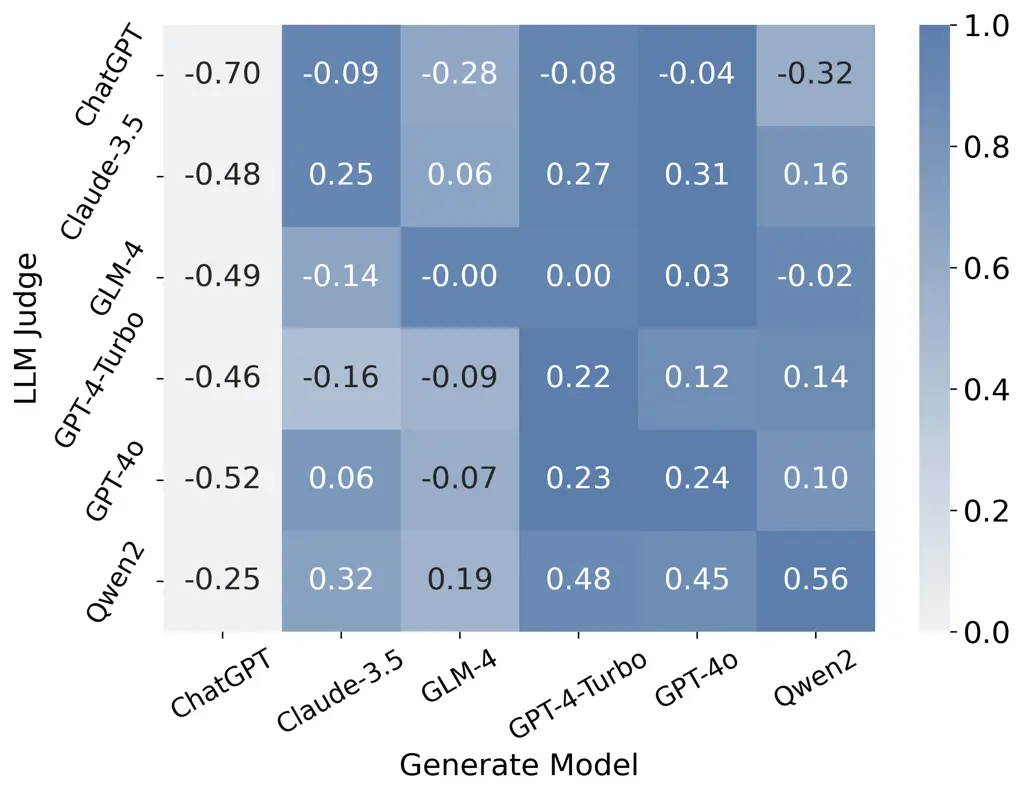 LLM Judge
ChatGPT -0.70 -0.09 -0.28 -0.08 -0.04 -0.32
Claude-3.5 -0.48 0.25 0.06 0.27 0.31 0.16
GLM-4 -0.49 -0.14 -0.00 0.00 0.03 -0.02
GPT-4-Turbo -0.46 -0.16 -0.09 0.22 0.12 0.14
GPT-4o -0.52 0.06 -0.07 0.23 0.24 0.10
Qwen2 -0.25 0.32 0.19 0.48 0.45 0.56
ChatGPT Claude-3.5 GLM-4 GPT-4-Turbo GPT-4o Qwen2
Generate Model
1.0
0.8
0.6
0.4
0.2
0.0